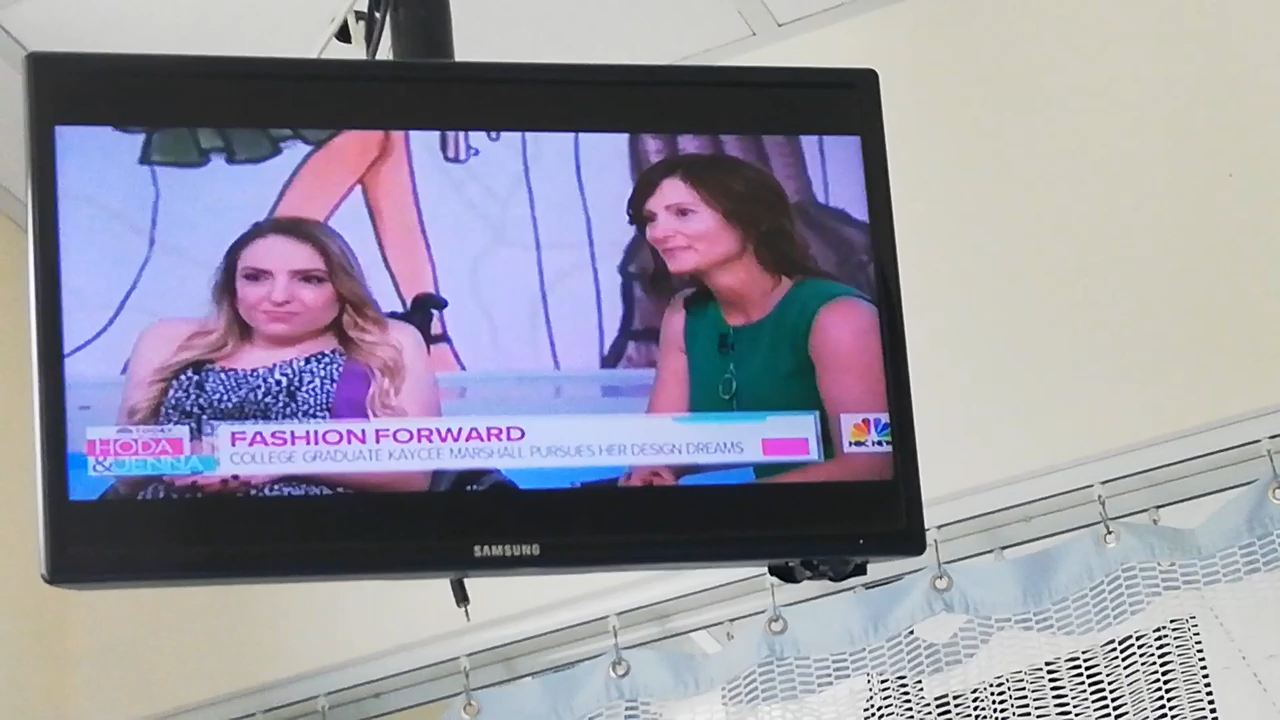 TODAY
HODA
& JENNA
FASHION FORWARD
COLLEGE GRADUATE KAYCEE MARSHALL PURSUES HER DESIGN DREAMS
NBC NEWS
SAMSUNG